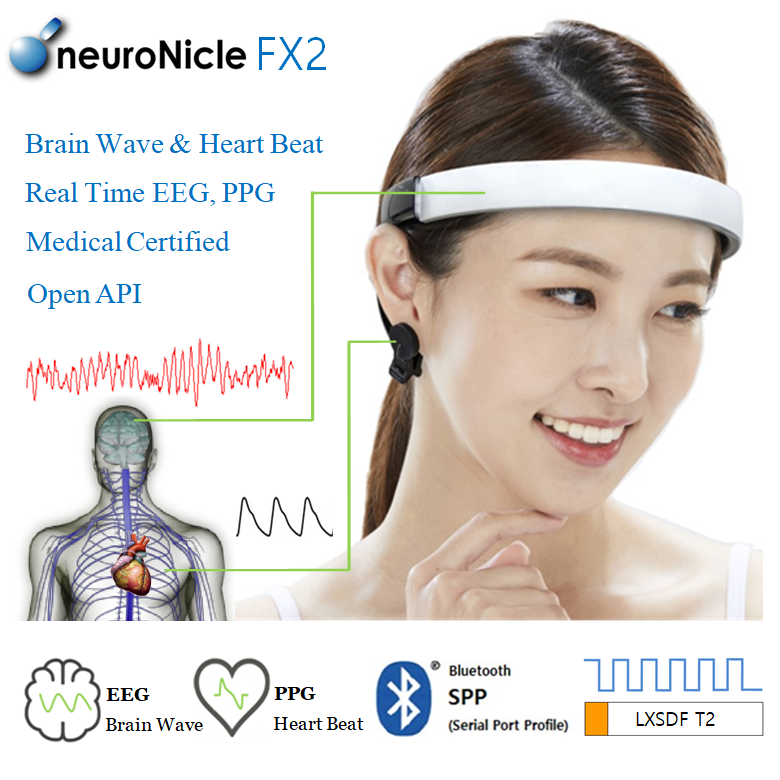 neuroNicle FX2
Brain Wave & Heart Beat
Real Time EEG, PPG
Medical Certified
Open API
EEG
Brain Wave
PPG
Heart Beat
®
Bluetooth
SPP
(Serial Port Profile)
LXSDF T2